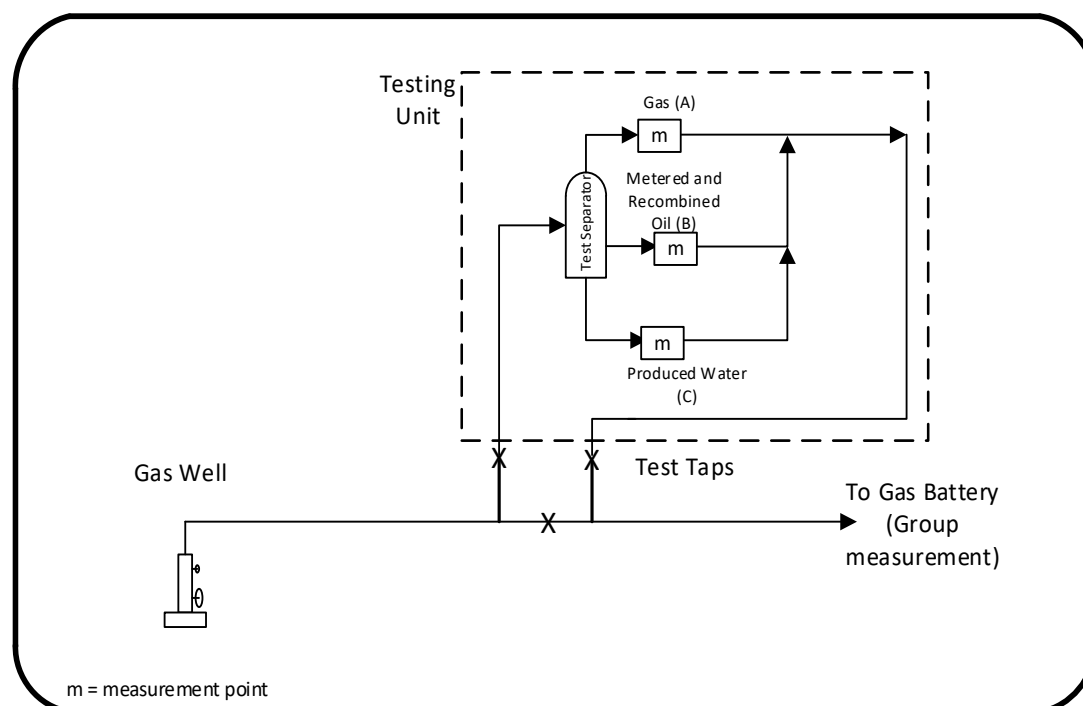 Testing
Unit
Gas (A)
m
Metered and
Recombined
Oil (B)
m
Test Separator
m
Produced Water
(C)
Gas Well
X
X
Test Taps
X
To Gas Battery
(Group
measurement)
m = measurement point